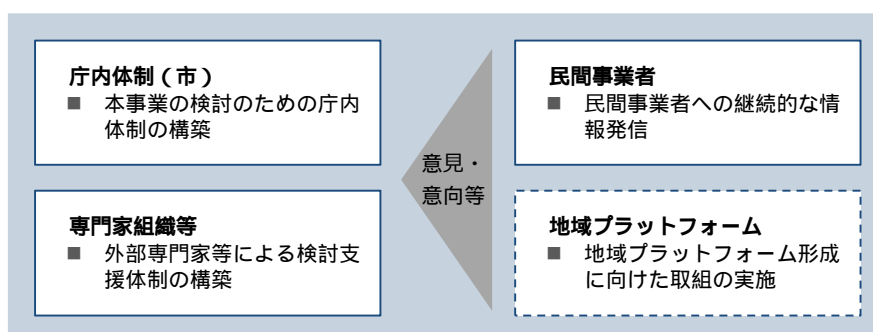 庁内体制（市）
■ 本事業の検討のための庁内
体制の構築
専門家組織等
■ 外部専門家等による検討支
援体制の構築
意見・
意向等
民間事業者
■ 民間事業者への継続的な情
報発信
地域プラットフォーム
■ 地域プラットフォーム形成
に向けた取組の実施